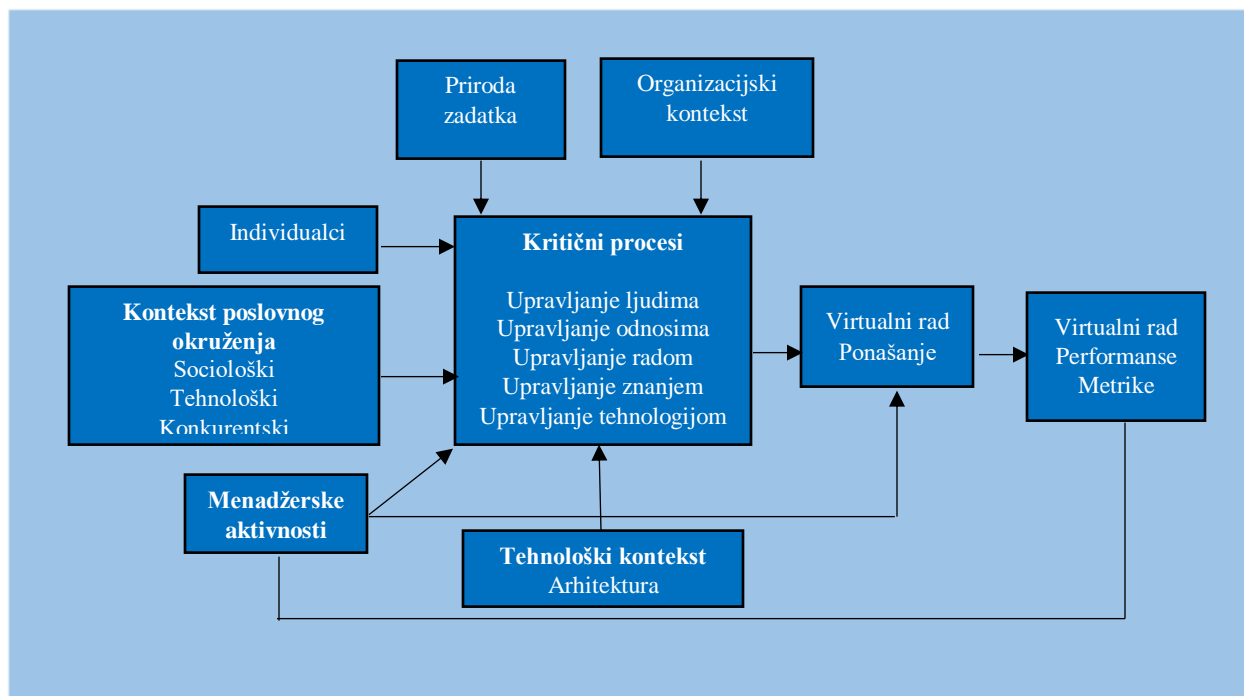 Priroda
zadatka
Organizacijski
kontekst
Individualci
Kritični procesi
Upravljanje ljudima
Upravljanje odnosima
Upravljanje radom
Upravljanje znanjem
Upravljanje tehnologijom
Kontekst poslovnog
okruženja
Sociološki
Tehnološki
Konkurentski
Virtualni rad
Ponašanje
Virtualni rad
Performanse
Metrike
Menadžerske
aktivnosti
Tehnološki kontekst
Arhitektura